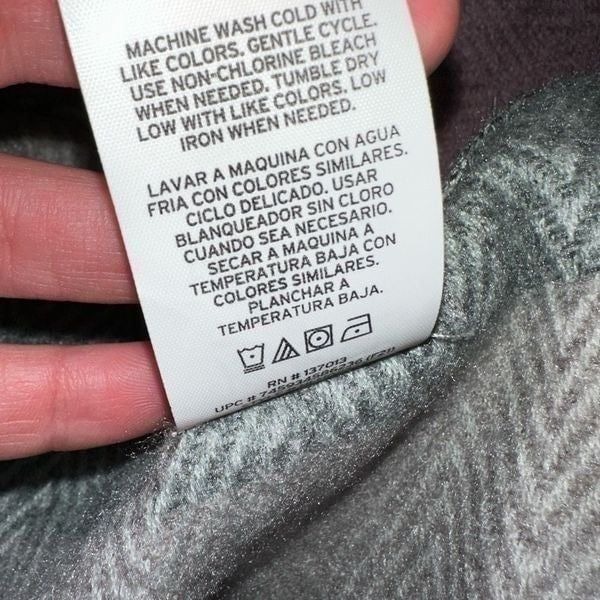 MACHINE WASH COLD WITH
LIKE COLORS. GENTLE CYCLE.
USE NON-CHLORINE BLEACH
WHEN NEEDED. TUMBLE DRY
LOW WITH LIKE COLORS. LOW
IRON WHEN NEEDED.
LAVAR A MAQUINA CON AGUA
FRIA CON COLORES SIMILARES.
CICLO DELICADO. USAR
BLANQUEADOR SIN CLORO
CUANDO SEA NECESARIO.
SECAR A MAQUINA A
TEMPERATURA BAJA CON
COLORES SIMILARES.
PLANCHAR A
TEMPERATURA BAJA.
RN # 137013
UPC #